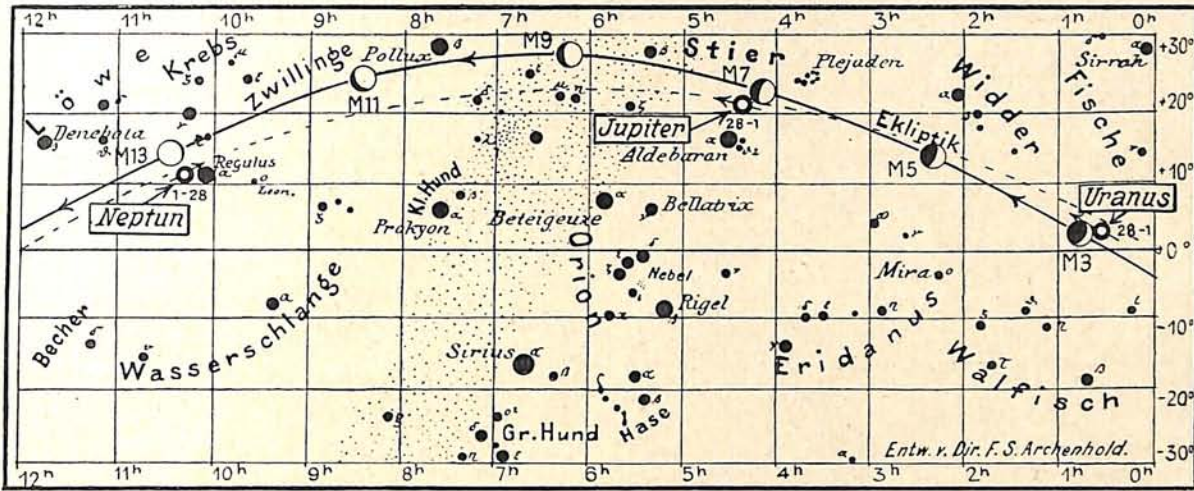 12h 11h 10h 9h 8h 7h 6h 5h 4h 3h 2h 1h 0h
+30°
+20°
+10°
± 0°
-10°
-20°
-30°
Löwe
Krebs
Zwillinge
Pollux
M9
Stier
M7
Plejaden
Widder
Fische
Sirrah
M11
Denebola
M13
Regulus
1-28
Neptun
Leon.
Kl. Hund
Prokyon
Jupiter
28-1
Aldebaran
Beteigeuze
Bellatrix
Ekliptik
M5
Uranus
28-1
M3
Orion
Nebel
Rigel
Mira
Becher
Wasserschlange
Sirius
Eridanus
Walfisch
Gr. Hund
Hase
Entw. v. Dir. F. S. Archenhold.
12h 11h 10h 9h 8h 7h 6h 5h 4h 3h 2h 1h 0h